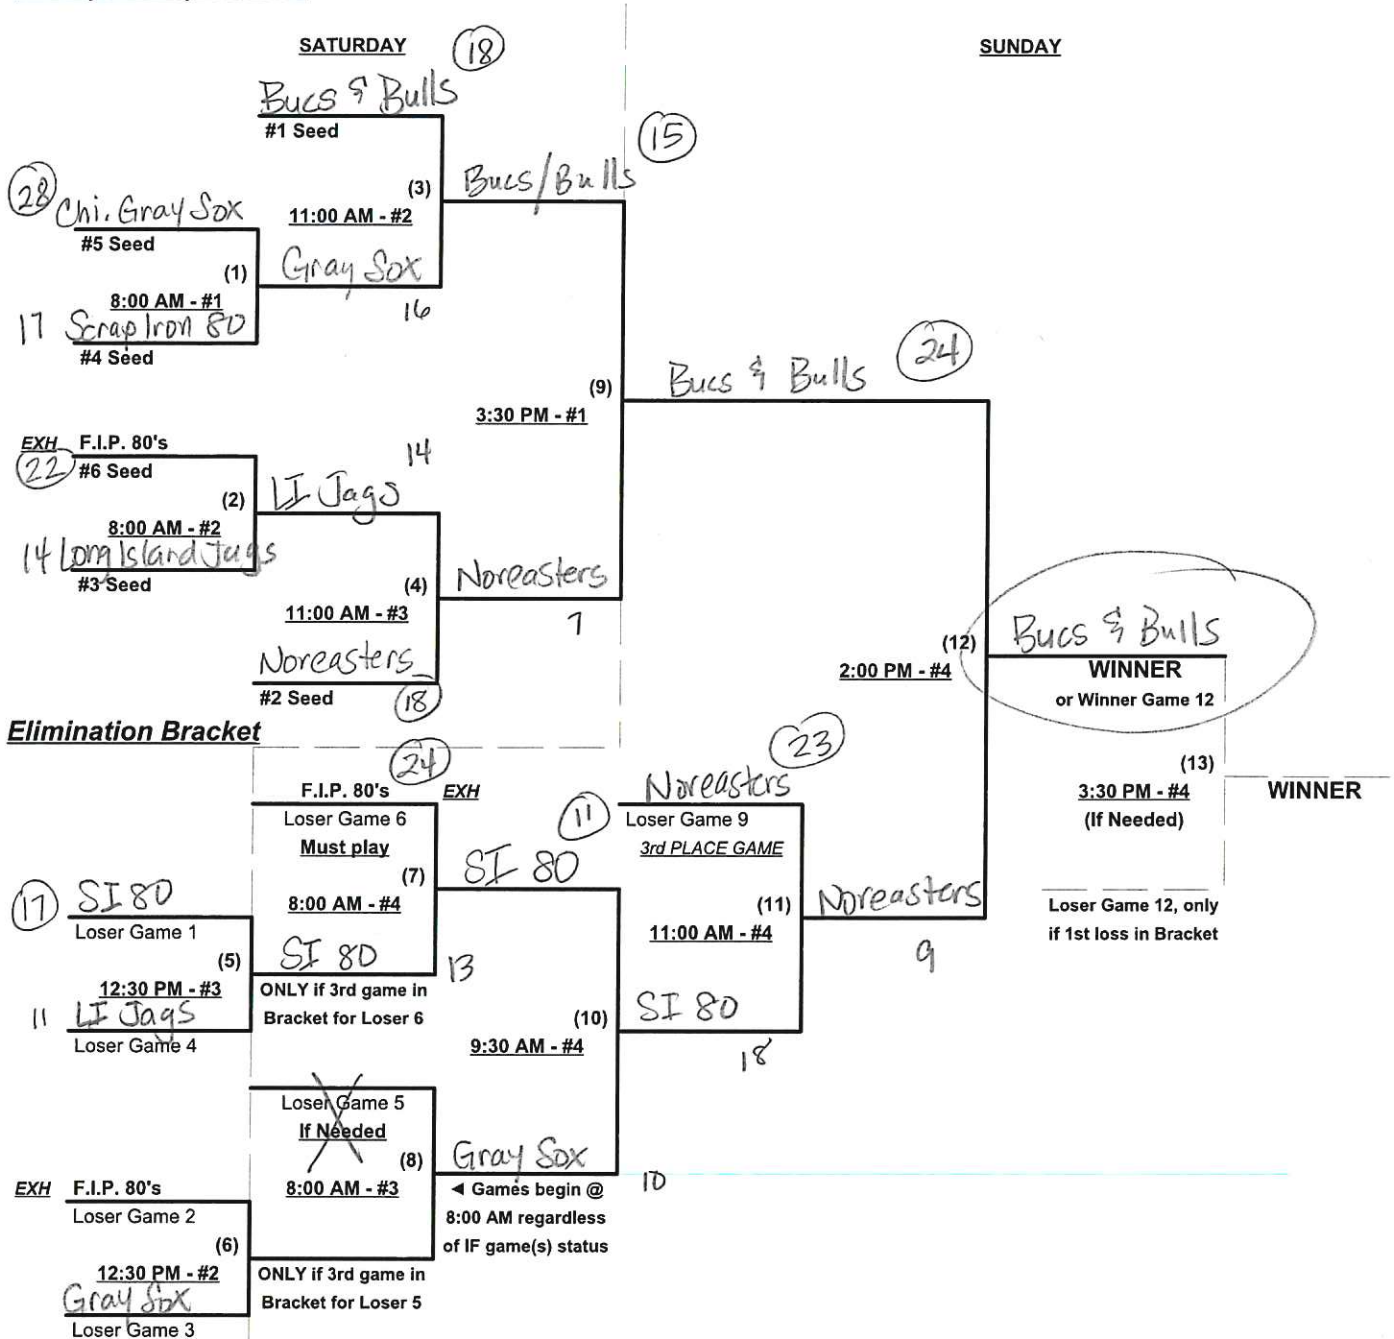 SATURDAY
18
SUNDAY
Bucs & Bulls
#1 Seed
15
28
Chi. Gray Sox
#5 Seed
(3)
11:00 AM - #2
Bucs/Bulls
(1)
8:00 AM - #1
Gray Sox
16
17 Scrap Iron 80
#4 Seed
24
Bucs & Bulls
(9)
3:30 PM - #1
EXH F.I.P. 80's
22
#6 Seed
14
(2)
8:00 AM - #2
LI Jags
14 Long Island Jags
#3 Seed
(4)
11:00 AM - #3
Noreasters
7
Noreasters
#2 Seed
18
(12)
2:00 PM - #4
Bucs & Bulls
WINNER
or Winner Game 12
Elimination Bracket
24
23
(13)
3:30 PM - #4
(If Needed)
WINNER
F.I.P. 80's EXH
Loser Game 6
Must play
11
Noreasters
Loser Game 9
3rd PLACE GAME
(7)
8:00 AM - #4
SI 80
17
SI 80
Loser Game 1
(11)
11:00 AM - #4
Noreasters
9
Loser Game 12, only
if 1st loss in Bracket
(5)
12:30 PM - #3
SI 80
13
ONLY if 3rd game in
Bracket for Loser 6
11 LI Jags
Loser Game 4
(10)
9:30 AM - #4
SI 80
18
Loser Game 5
If Needed
(8)
8:00 AM - #3
Gray Sox
10
◄ Games begin @
8:00 AM regardless
of IF game(s) status
EXH F.I.P. 80's
Loser Game 2
(6)
12:30 PM - #2
Gray Sox
Loser Game 3
ONLY if 3rd game in
Bracket for Loser 5